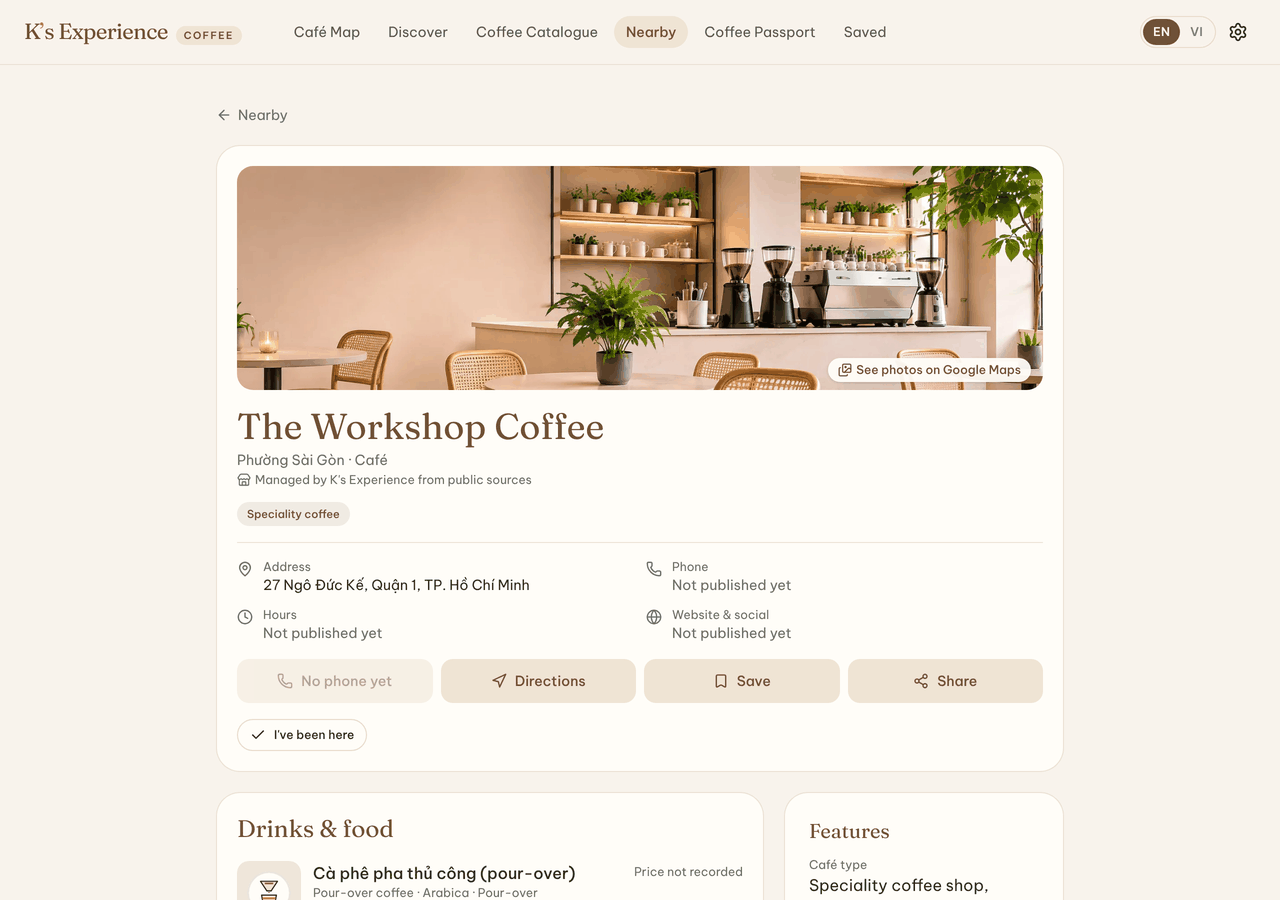 K's Experience COFFEE
Café Map
Discover
Coffee Catalogue
Nearby
Coffee Passport
Saved
EN
VI
Nearby
See photos on Google Maps
The Workshop Coffee
Phường Sài Gòn · Café
Managed by K's Experience from public sources
Speciality coffee
Address
27 Ngô Đức Kế, Quận 1, TP. Hồ Chí Minh
Phone
Not published yet
Hours
Not published yet
Website & social
Not published yet
No phone yet
Directions
Save
Share
I've been here
Drinks & food
Cà phê pha thủ công (pour-over)
Price not recorded
Pour-over coffee · Arabica · Pour-over
Features
Café type
Speciality coffee shop,